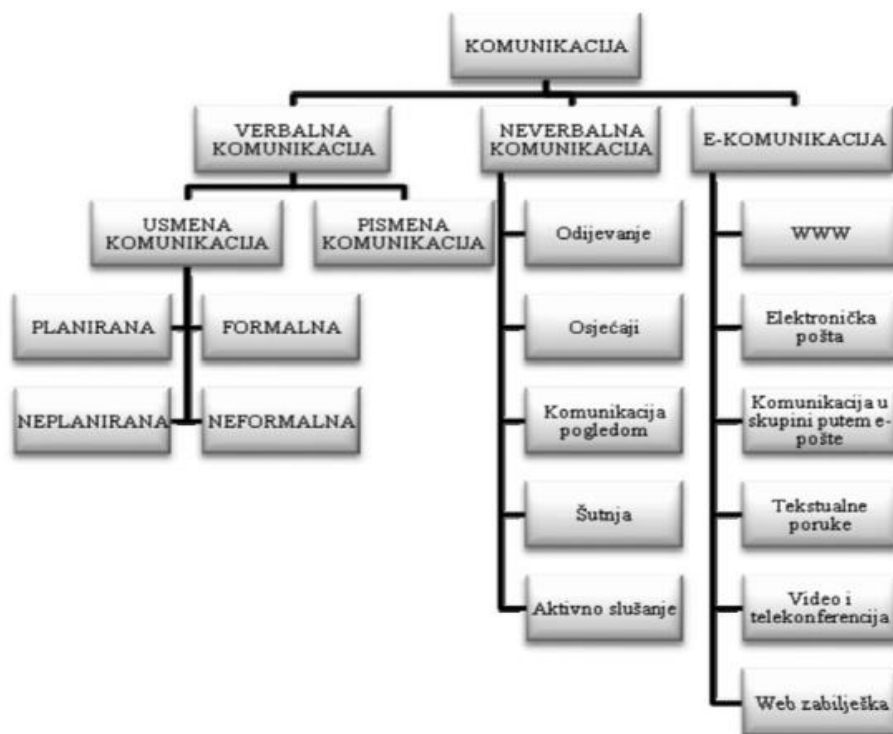 KOMUNIKACIJA
VERBALNA
KOMUNIKACIJA
NEVERBALNA
KOMUNIKACIJA
E-KOMUNIKACIJA
USMENA
KOMUNIKACIJA
PISMENA
KOMUNIKACIJA
PLANIRANA
FORMALNA
NEPLANIRANA
NEFORMALNA
Odijevanje
Osjećaji
Komunikacija
pogledom
Šutnja
Aktivno slušanje
WWW
Elektronička
pošta
Komunikacija u
skupini putem e-
pošte
Tekstualne
poruke
Video i
telekonferencija
Web zabilješka